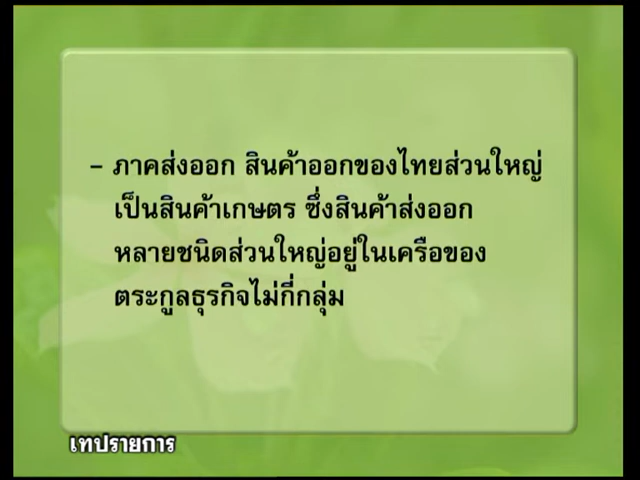 – ภาคส่งออก สินค้าออกของไทยส่วนใหญ่
เป็นสินค้าเกษตร ซึ่งสินค้าส่งออก
หลายชนิดส่วนใหญ่อยู่ในเครือของ
ตระกูลธุรกิจไม่กี่กลุ่ม
เทปรายการ